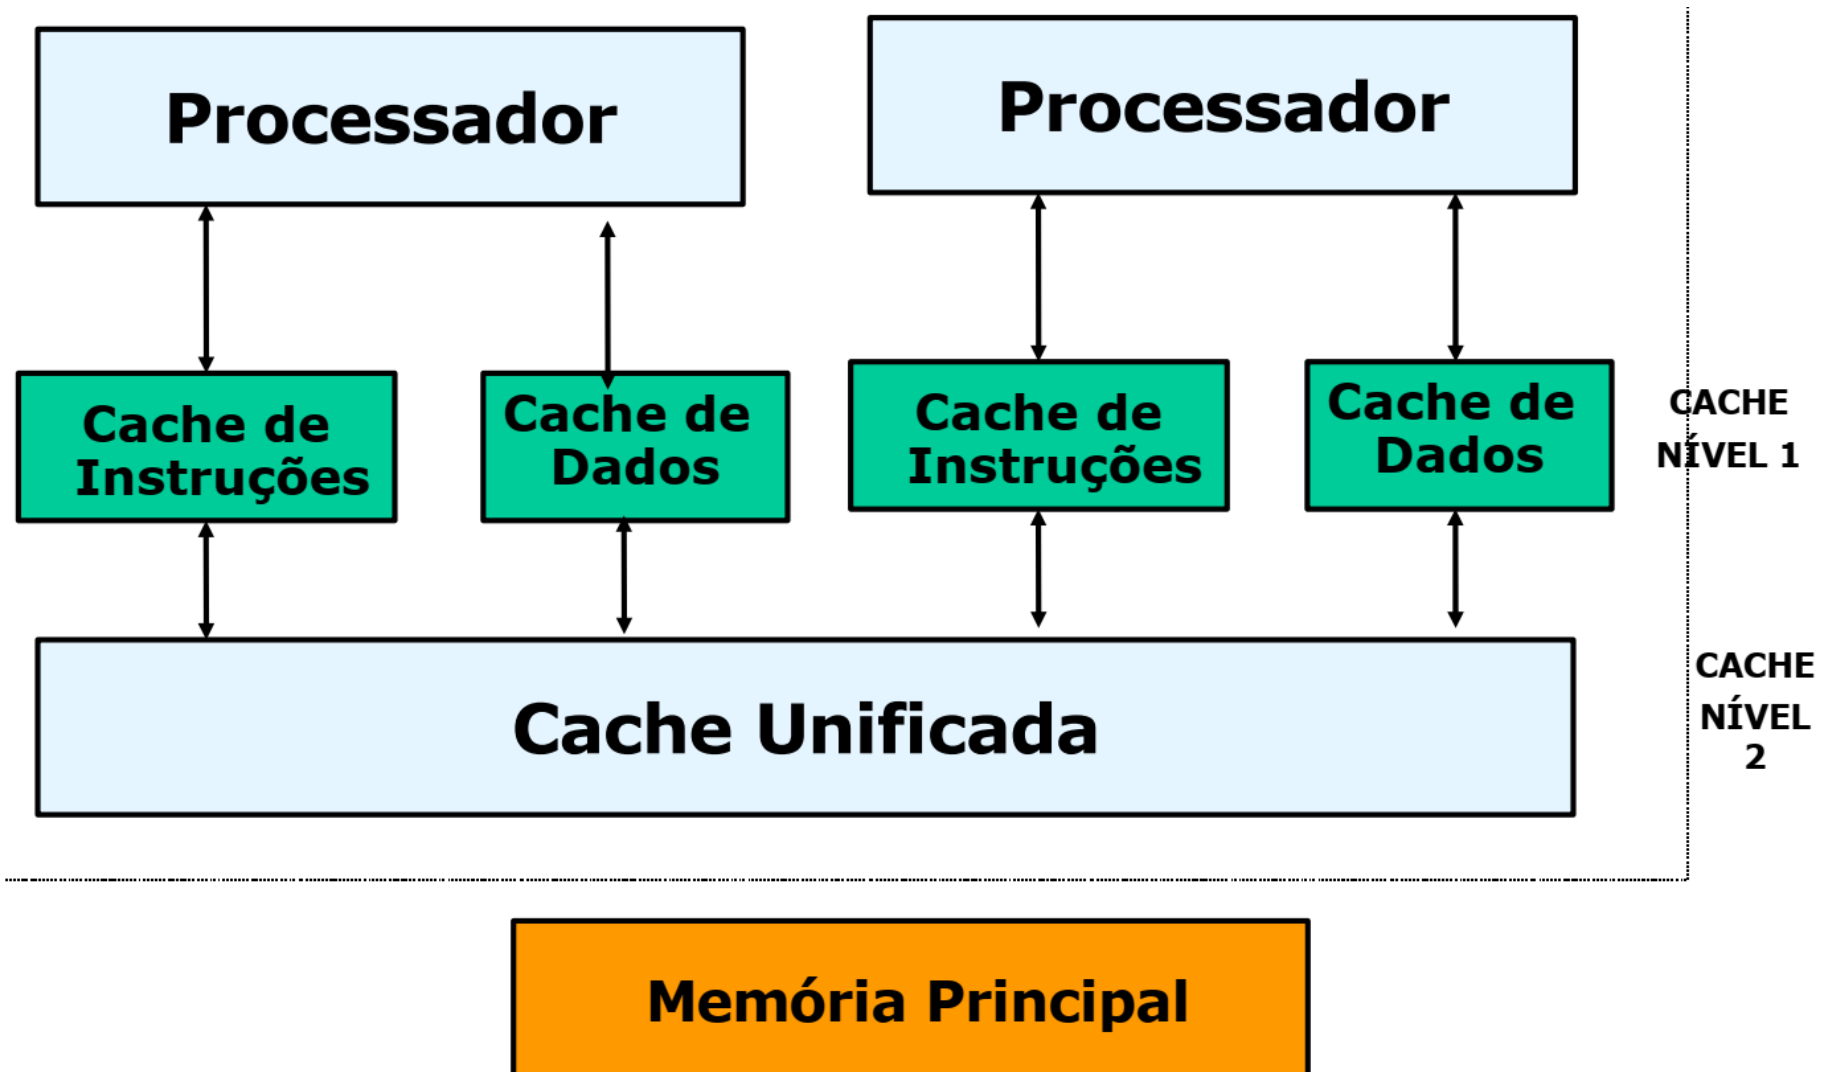 Processador
Processador
Cache de
Instruções
Cache de
Dados
Cache de
Instruções
Cache de
Dados
CACHE
NÍVEL 1
Cache Unificada
CACHE
NÍVEL
2
Memória Principal